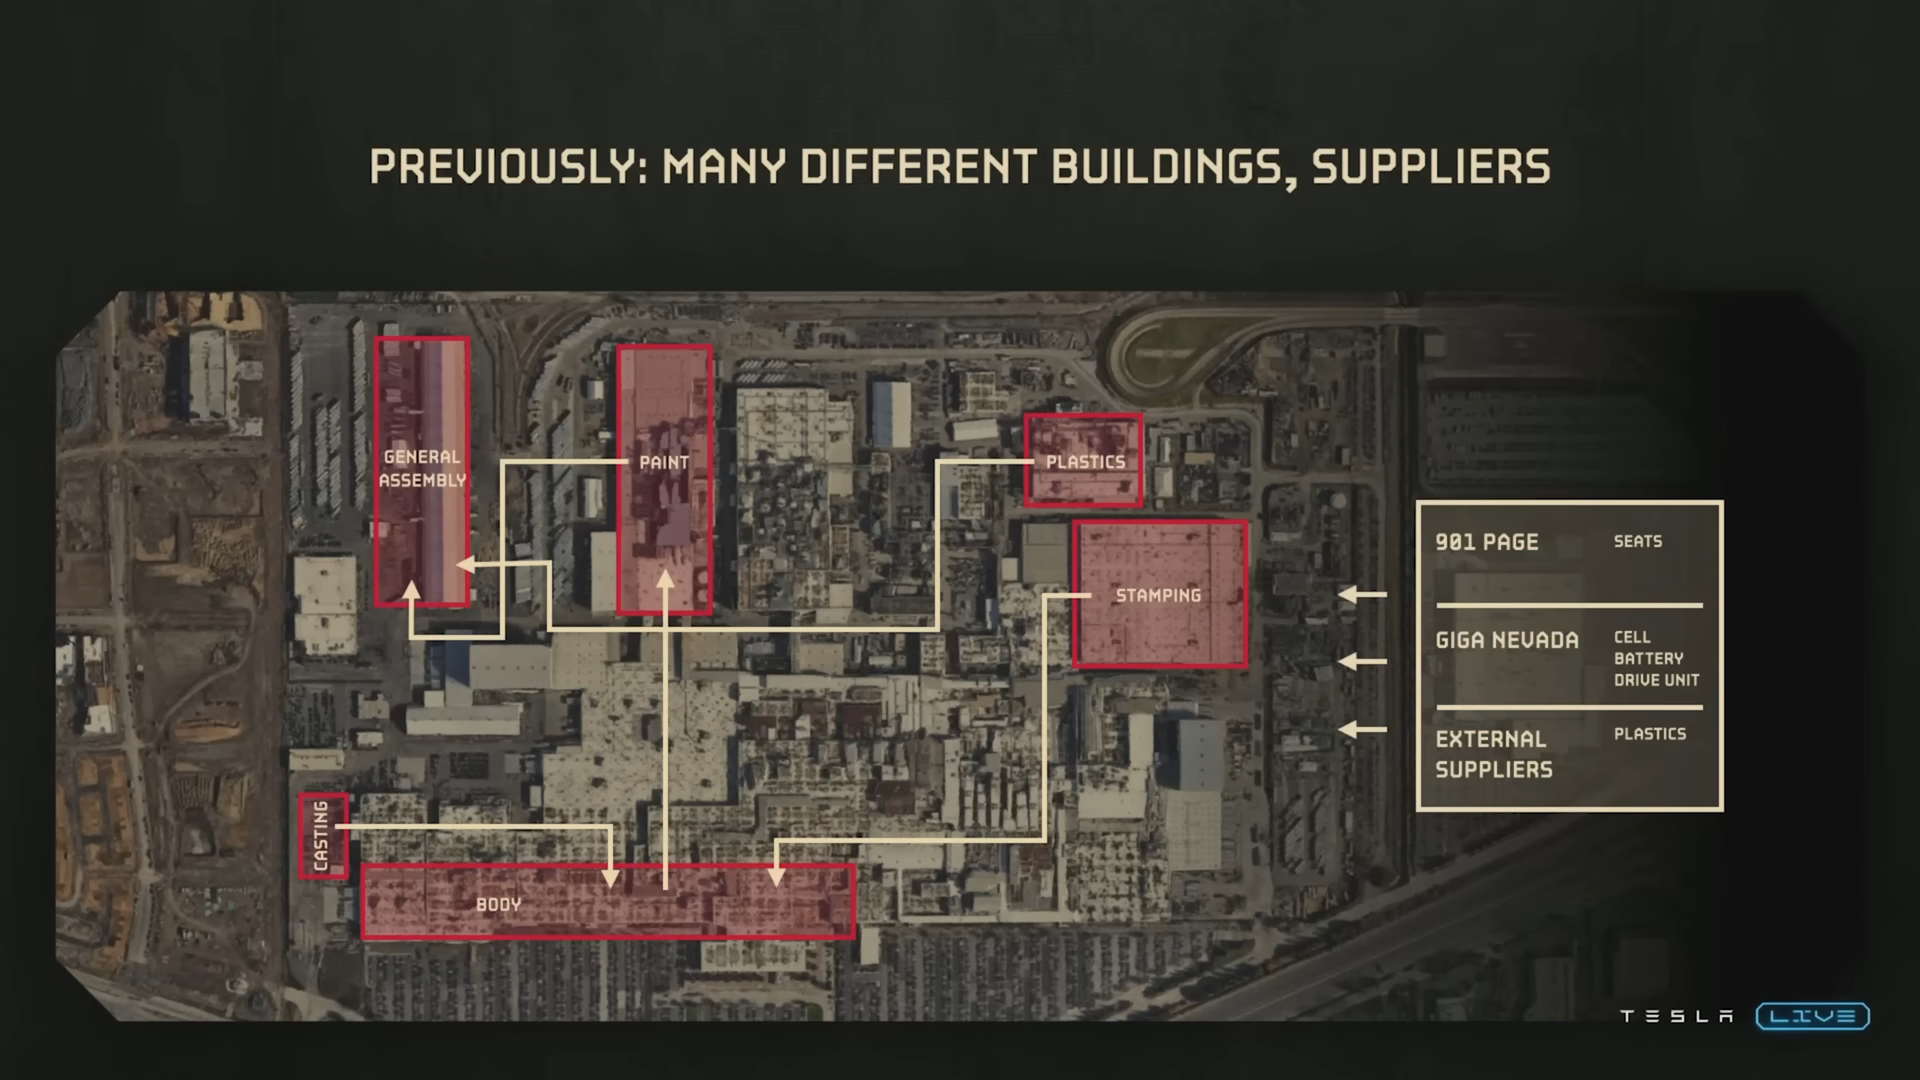 PREVIOUSLY: MANY DIFFERENT BUILDINGS, SUPPLIERS
GENERAL
ASSEMBLY
PAINT
PLASTICS
STAMPING
CASTING
BODY
901 PAGE
SEATS
GIGA NEVADA
CELL
BATTERY
DRIVE UNIT
EXTERNAL
SUPPLIERS
PLASTICS
TESLA LIVE